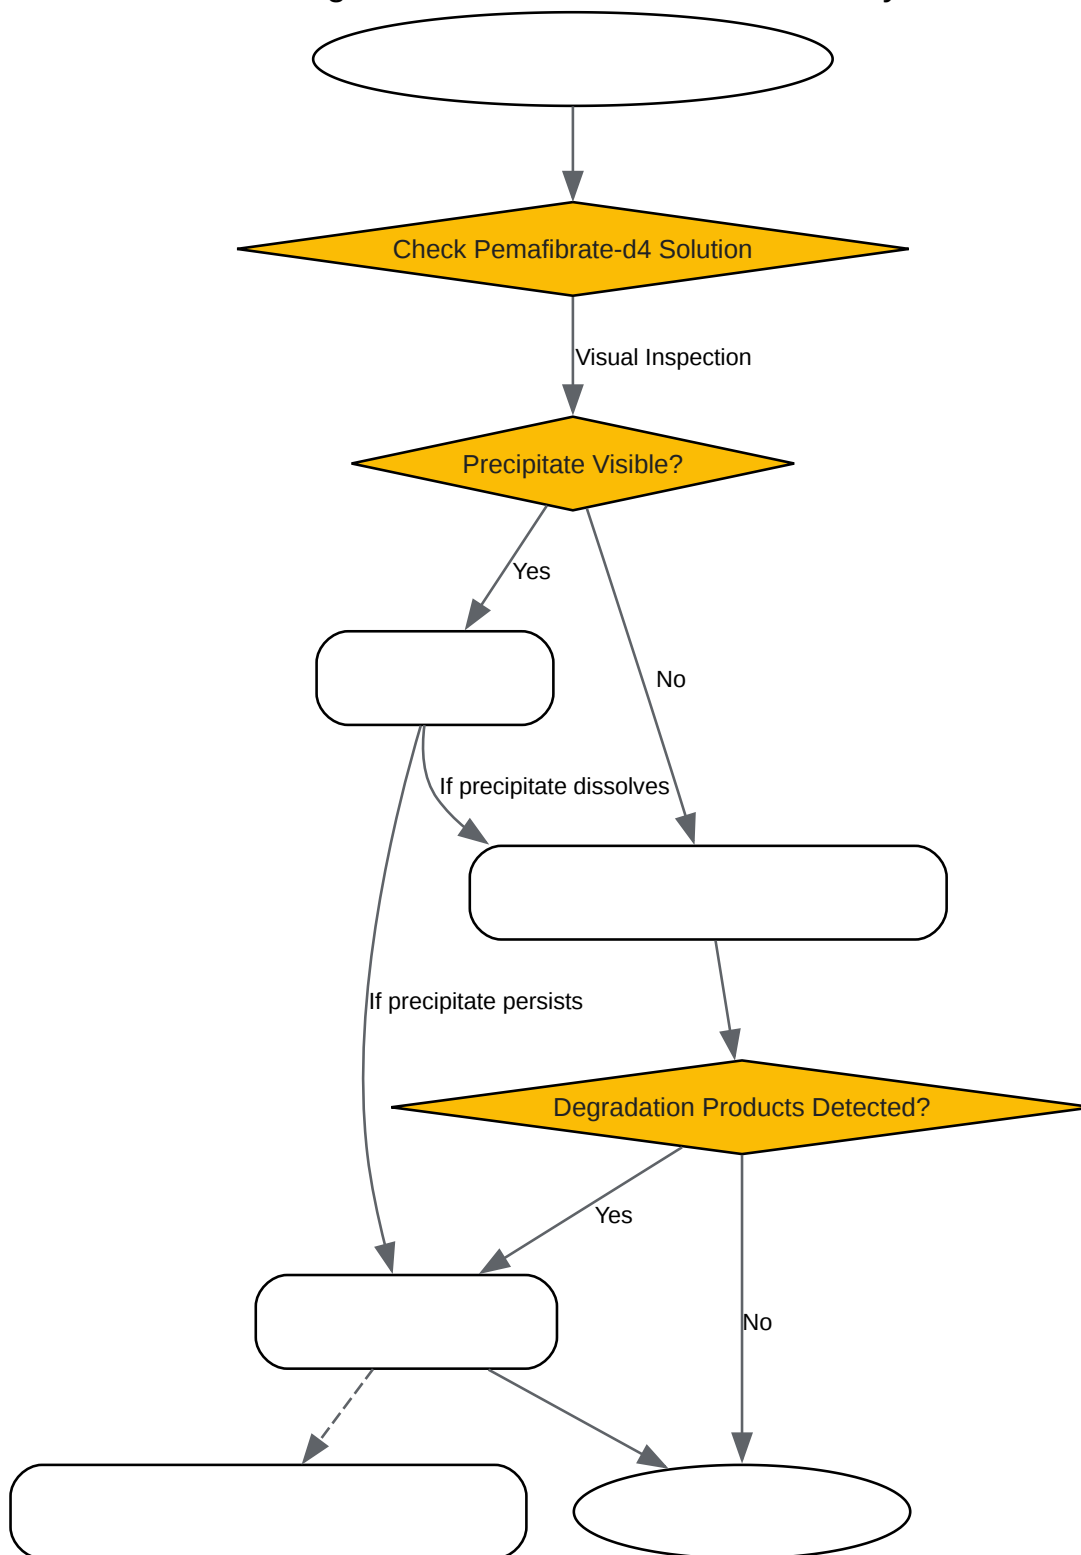 Check Pemafibrate-d4 Solution
Visual Inspection
Precipitate Visible?
Yes
No
If precipitate dissolves
If precipitate persists
Degradation Products Detected?
Yes
No